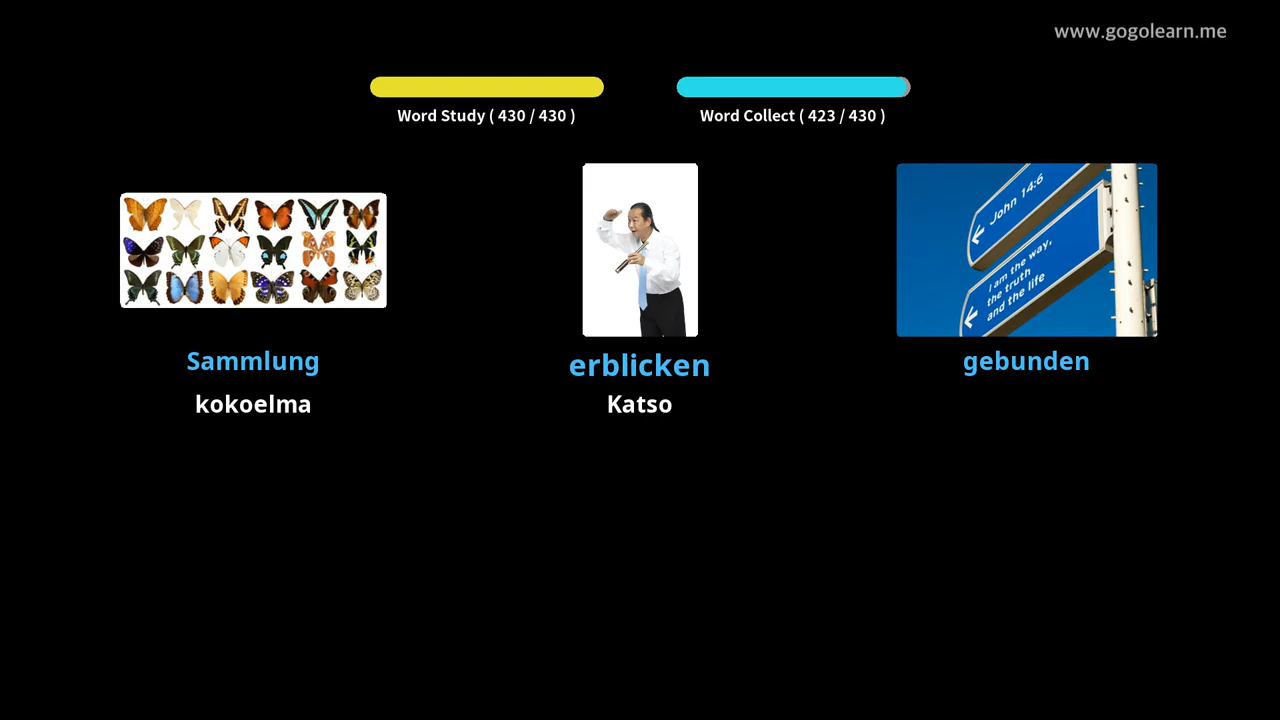 www.gogolearn.me
Word Study ( 430 / 430 )
Word Collect ( 423 / 430 )
John 14:6
I am the way,
the truth
and the life
Sammlung
erblicken
gebunden
kokoelma
Katso